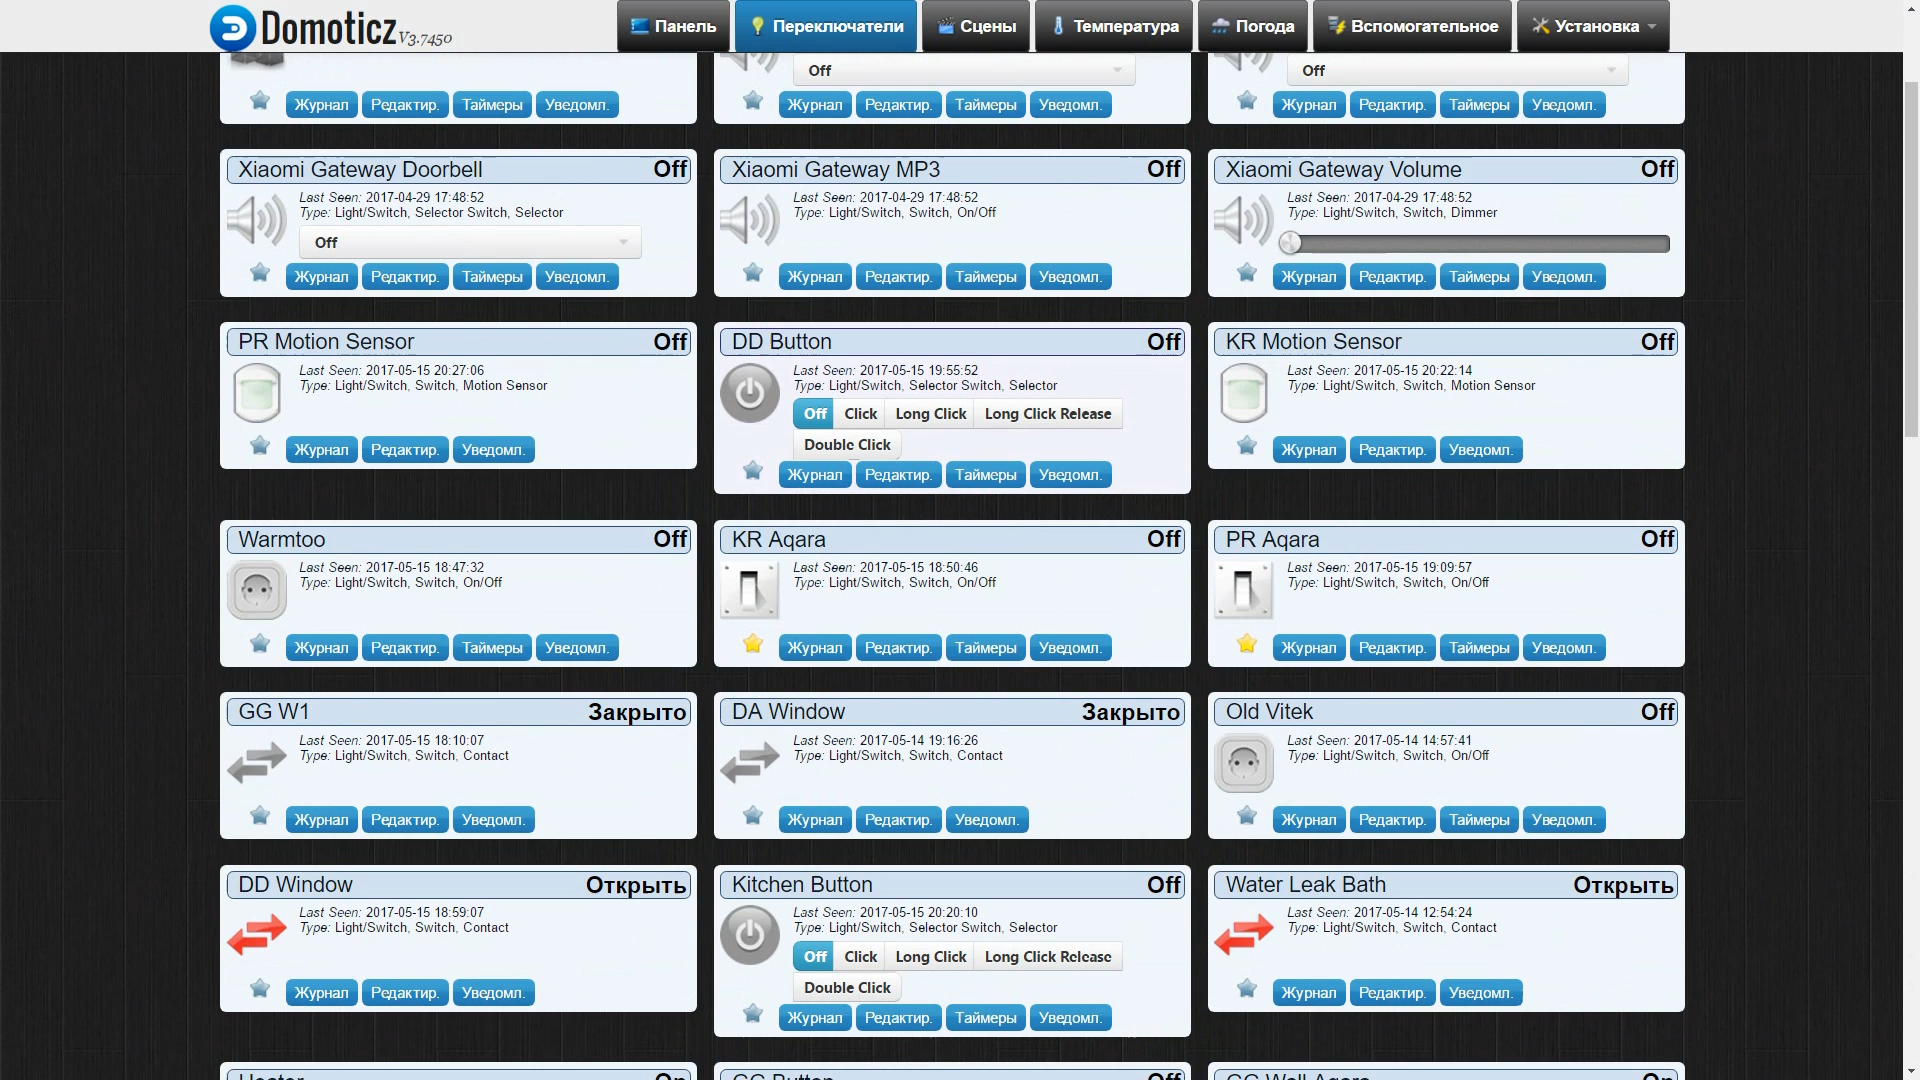 Domoticz V3.7450
Панель
Переключатели
Сцены
Температура
Погода
Вспомогательное
Установка
Off
Off
Журнал Редактир. Таймеры Уведомл.
Журнал Редактир. Таймеры Уведомл.
Журнал Редактир. Таймеры Уведомл.
Xiaomi Gateway Doorbell Off
Last Seen: 2017-04-29 17:48:52
Type: Light/Switch, Selector Switch, Selector
Off
Журнал Редактир. Таймеры Уведомл.
Xiaomi Gateway MP3 Off
Last Seen: 2017-04-29 17:48:52
Type: Light/Switch, Switch, On/Off
Журнал Редактир. Таймеры Уведомл.
Xiaomi Gateway Volume Off
Last Seen: 2017-04-29 17:48:52
Type: Light/Switch, Switch, Dimmer
Журнал Редактир. Таймеры Уведомл.
PR Motion Sensor Off
Last Seen: 2017-05-15 20:27:06
Type: Light/Switch, Switch, Motion Sensor
Журнал Редактир. Уведомл.
DD Button Off
Last Seen: 2017-05-15 19:55:52
Type: Light/Switch, Selector Switch, Selector
Off Click Long Click Long Click Release
Double Click
Журнал Редактир. Таймеры Уведомл.
KR Motion Sensor Off
Last Seen: 2017-05-15 20:22:14
Type: Light/Switch, Switch, Motion Sensor
Журнал Редактир. Уведомл.
Warmtoo Off
Last Seen: 2017-05-15 18:47:32
Type: Light/Switch, Switch, On/Off
Журнал Редактир. Таймеры Уведомл.
KR Aqara Off
Last Seen: 2017-05-15 18:50:46
Type: Light/Switch, Switch, On/Off
Журнал Редактир. Таймеры Уведомл.
PR Aqara Off
Last Seen: 2017-05-15 19:09:57
Type: Light/Switch, Switch, On/Off
Журнал Редактир. Таймеры Уведомл.
GG W1 Закрыто
Last Seen: 2017-05-15 18:10:07
Type: Light/Switch, Switch, Contact
Журнал Редактир. Уведомл.
DA Window Закрыто
Last Seen: 2017-05-14 19:16:26
Type: Light/Switch, Switch, Contact
Журнал Редактир. Уведомл.
Old Vitek Off
Last Seen: 2017-05-14 14:57:41
Type: Light/Switch, Switch, On/Off
Журнал Редактир. Таймеры Уведомл.
DD Window Открыть
Last Seen: 2017-05-15 18:59:07
Type: Light/Switch, Switch, Contact
Журнал Редактир. Уведомл.
Kitchen Button Off
Last Seen: 2017-05-15 20:20:10
Type: Light/Switch, Selector Switch, Selector
Off Click Long Click Long Click Release
Double Click
Журнал Редактир. Таймеры Уведомл.
Water Leak Bath Открыть
Last Seen: 2017-05-14 12:54:24
Type: Light/Switch, Switch, Contact
Журнал Редактир. Уведомл.
Heater On
GG Button Off
GG Wall Aqara On